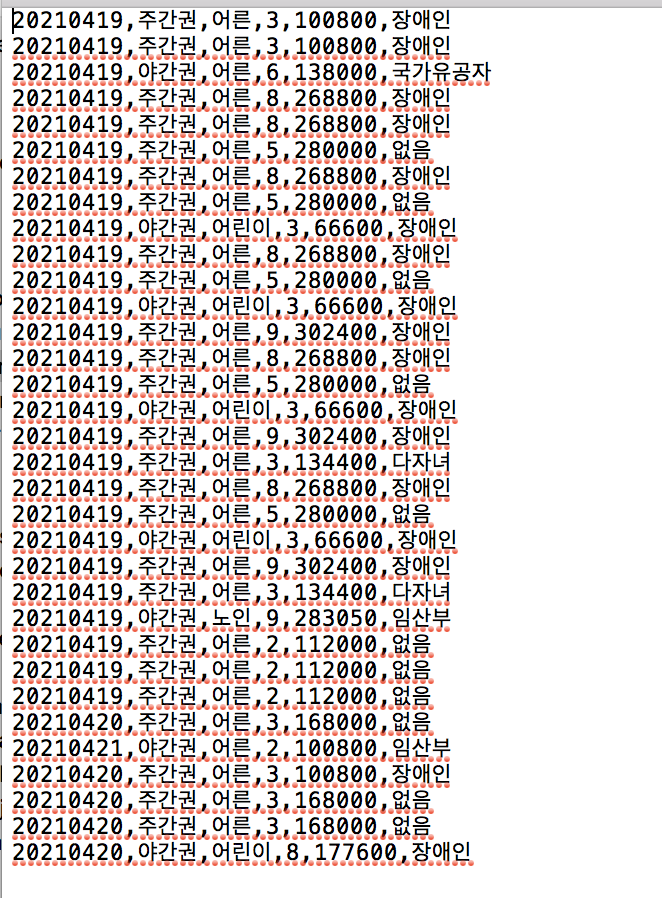 20210419,주간권,어른,3,100800,장애인
20210419,주간권,어른,3,100800,장애인
20210419,야간권,어른,6,138000,국가유공자
20210419,주간권,어른,8,268800,장애인
20210419,주간권,어른,8,268800,장애인
20210419,주간권,어른,5,280000,없음
20210419,주간권,어른,8,268800,장애인
20210419,주간권,어른,5,280000,없음
20210419,야간권,어린이,3,66600,장애인
20210419,주간권,어른,8,268800,장애인
20210419,주간권,어른,5,280000,없음
20210419,야간권,어린이,3,66600,장애인
20210419,주간권,어른,9,302400,장애인
20210419,주간권,어른,8,268800,장애인
20210419,주간권,어른,5,280000,없음
20210419,야간권,어린이,3,66600,장애인
20210419,주간권,어른,9,302400,장애인
20210419,주간권,어른,3,134400,다자녀
20210419,주간권,어른,8,268800,장애인
20210419,주간권,어른,5,280000,없음
20210419,야간권,어린이,3,66600,장애인
20210419,주간권,어른,9,302400,장애인
20210419,주간권,어른,3,134400,다자녀
20210419,야간권,노인,9,283050,임산부
20210419,주간권,어른,2,112000,없음
20210419,주간권,어른,2,112000,없음
20210419,주간권,어른,2,112000,없음
20210420,주간권,어른,3,168000,없음
20210421,야간권,어른,2,100800,임산부
20210420,주간권,어른,3,100800,장애인
20210420,주간권,어른,3,168000,없음
20210420,주간권,어른,3,168000,없음
20210420,야간권,어린이,8,177600,장애인